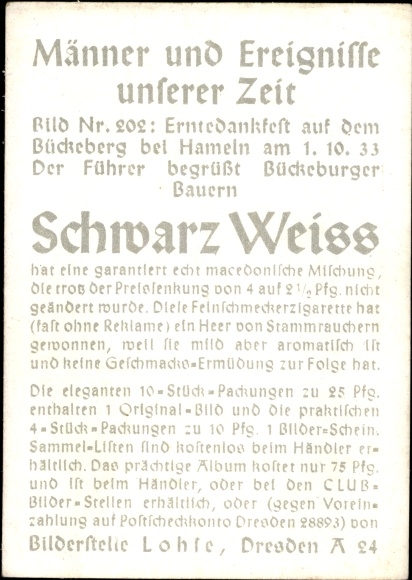 Männer und Ereignisse
unserer Zeit
Bild Nr. 202: Erntedankfest auf dem
Bückeberg bei Hameln am 1. 10. 33
Der Führer begrüßt Bückeburger
Bauern
Schwarz Weiss
hat eine garantiert echt macedonische Mischung,
die trotz der Preissenkung von 4 auf 2½ Pfg. nicht
geändert wurde. Diese Feinschmeckerzigarette hat
(fast ohne Reklame) ein Heer von Stammrauchern
gewonnen, weil sie mild aber aromatisch ist
und keine Geschmacks-Ermüdung zur Folge hat.
Die eleganten 10-Stück-Packungen zu 25 Pfg.
enthalten 1 Original-Bild und die praktischen
4-Stück-Packungen zu 10 Pfg. 1 Bilder-Schein.
Sammel-Listen sind kostenlos beim Händler er-
hältlich. Das prächtige Album kostet nur 75 Pfg.
und ist beim Händler, oder bei den CLUB-
Bilder-Stellen erhältlich, oder (gegen Vorein-
zahlung auf Postscheckkonto Dresden 28893) von
Bilderstelle Lohse, Dresden A 24